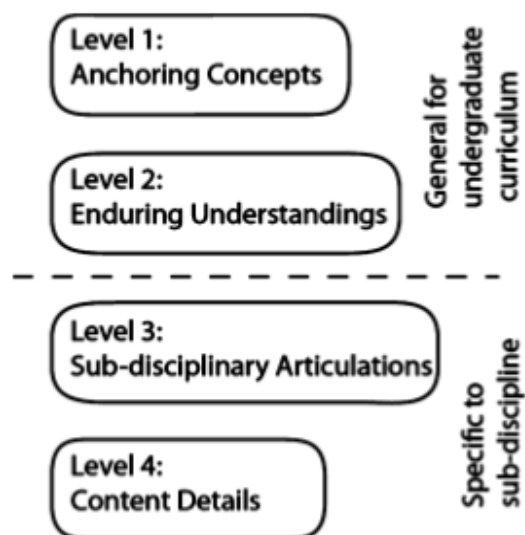 Level 1:
Anchoring Concepts
General for
undergraduate
curriculum
Level 2:
Enduring Understandings
Level 3:
Sub-disciplinary Articulations
Specific to
sub-discipline
Level 4:
Content Details